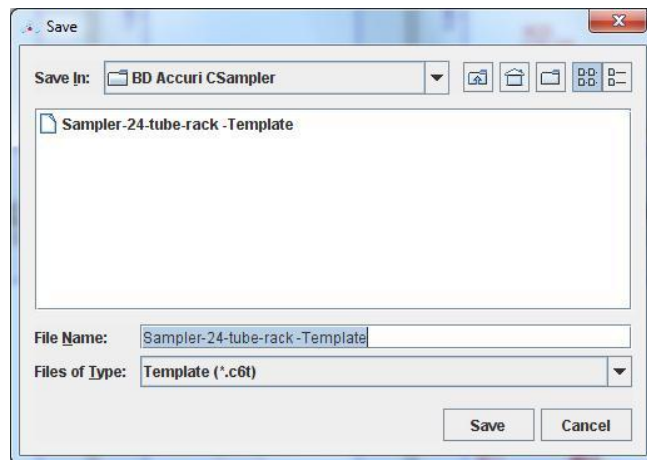 Save
Save In: BD Accuri CSampler
Sampler-24-tube-rack -Template
File Name: Sampler-24-tube-rack -Template
Files of Type: Template (*.c6t)
Save Cancel